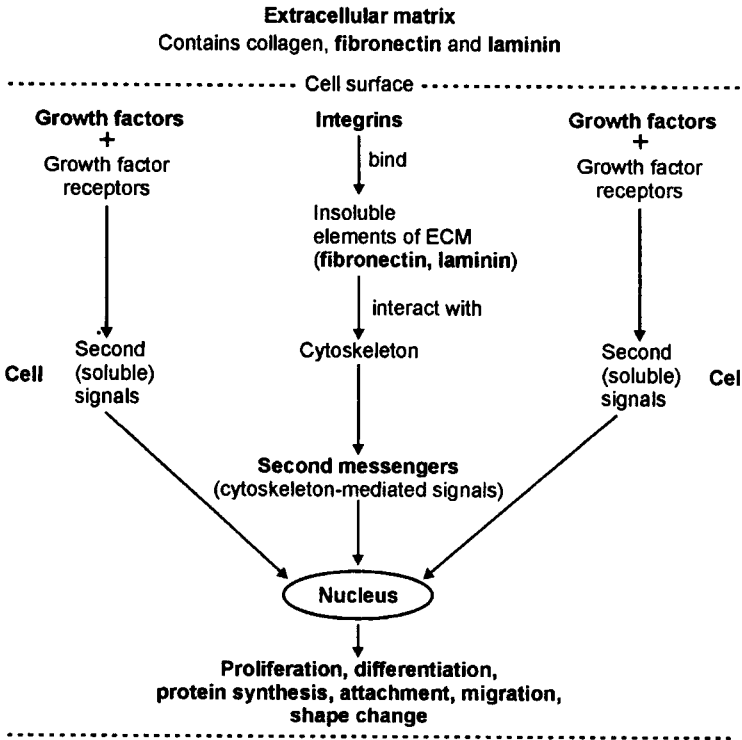 Extracellular matrix
Contains collagen, fibronectin and laminin
Cell surface
Growth factors
+
Growth factor
receptors
Second
(soluble)
signals
Cell
Integrins
bind
Insoluble
elements of ECM
(fibronectin, laminin)
interact with
Cytoskeleton
Second messengers
(cytoskeleton-mediated signals)
Growth factors
+
Growth factor
receptors
Second
(soluble)
signals
Cel
Nucleus
Proliferation, differentiation,
protein synthesis, attachment, migration,
shape change